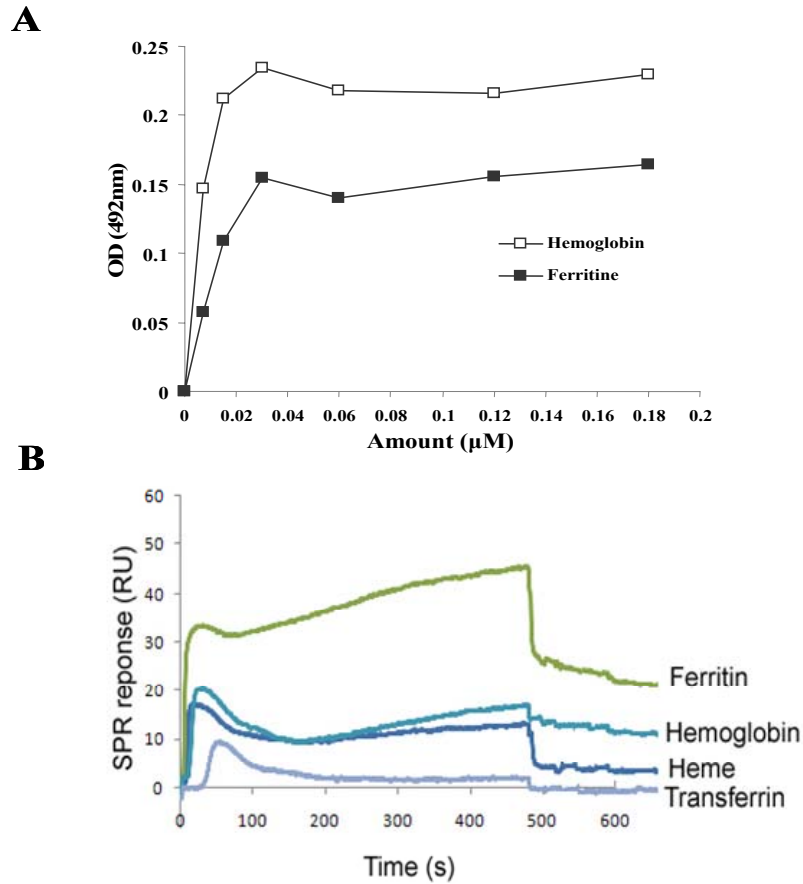 A
0.25
0.2
0.15
0.1
0.05
0
OD (492nm)
Hemoglobin
Ferritine
0 0.02 0.04 0.06 0.08 0.1 0.12 0.14 0.16 0.18 0.2
Amount (µM)
B
60
50
40
30
20
10
0
SPR reponse (RU)
Ferritin
Hemoglobin
Heme
Transferrin
0 100 200 300 400 500 600
Time (s)